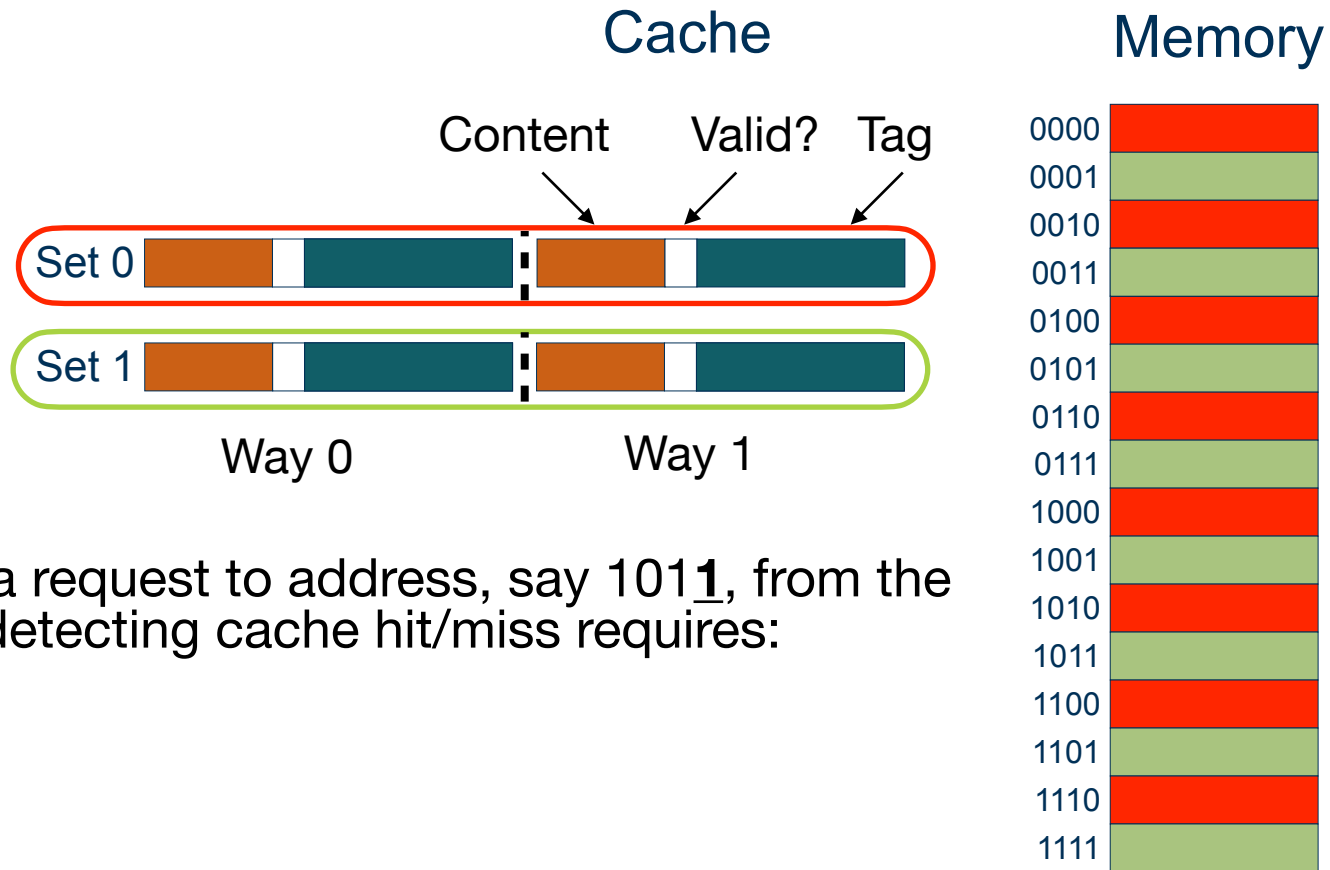 Cache
Memory
Content
Valid?
Tag
Set 0
Set 1
Way 0
Way 1
a request to address, say 1011, from the
detecting cache hit/miss requires:
0000
0001
0010
0011
0100
0101
0110
0111
1000
1001
1010
1011
1100
1101
1110
1111